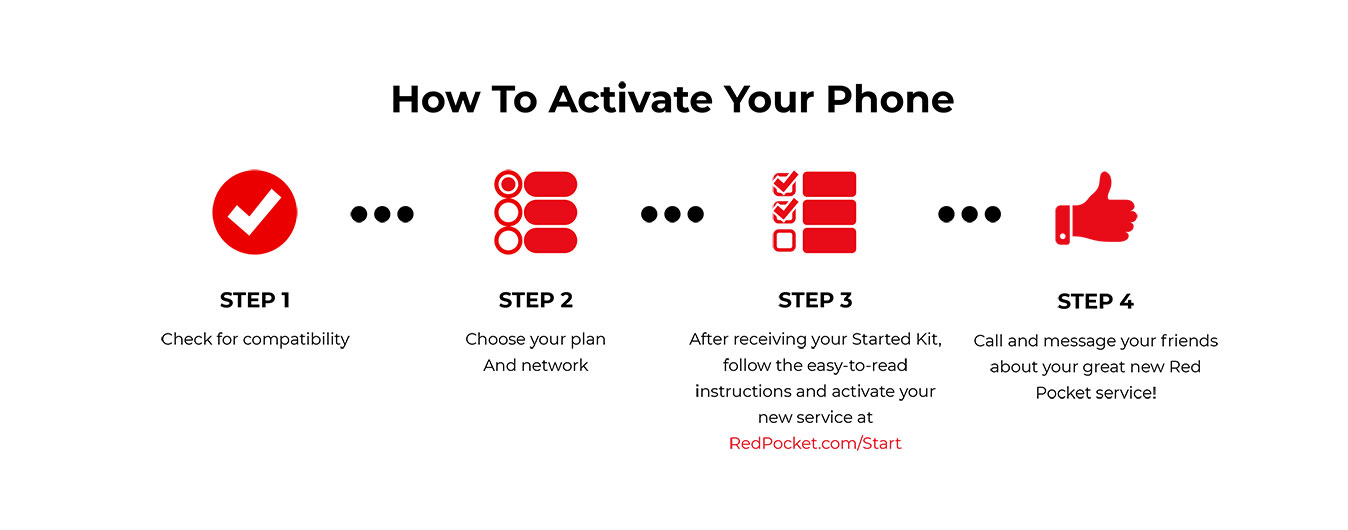 How To Activate Your Phone
STEP 1
Check for compatibility
STEP 2
Choose your plan
And network
STEP 3
After receiving your Started Kit,
follow the easy-to-read
instructions and activate your
new service at
RedPocket.com/Start
STEP 4
Call and message your friends
about your great new Red
Pocket service!